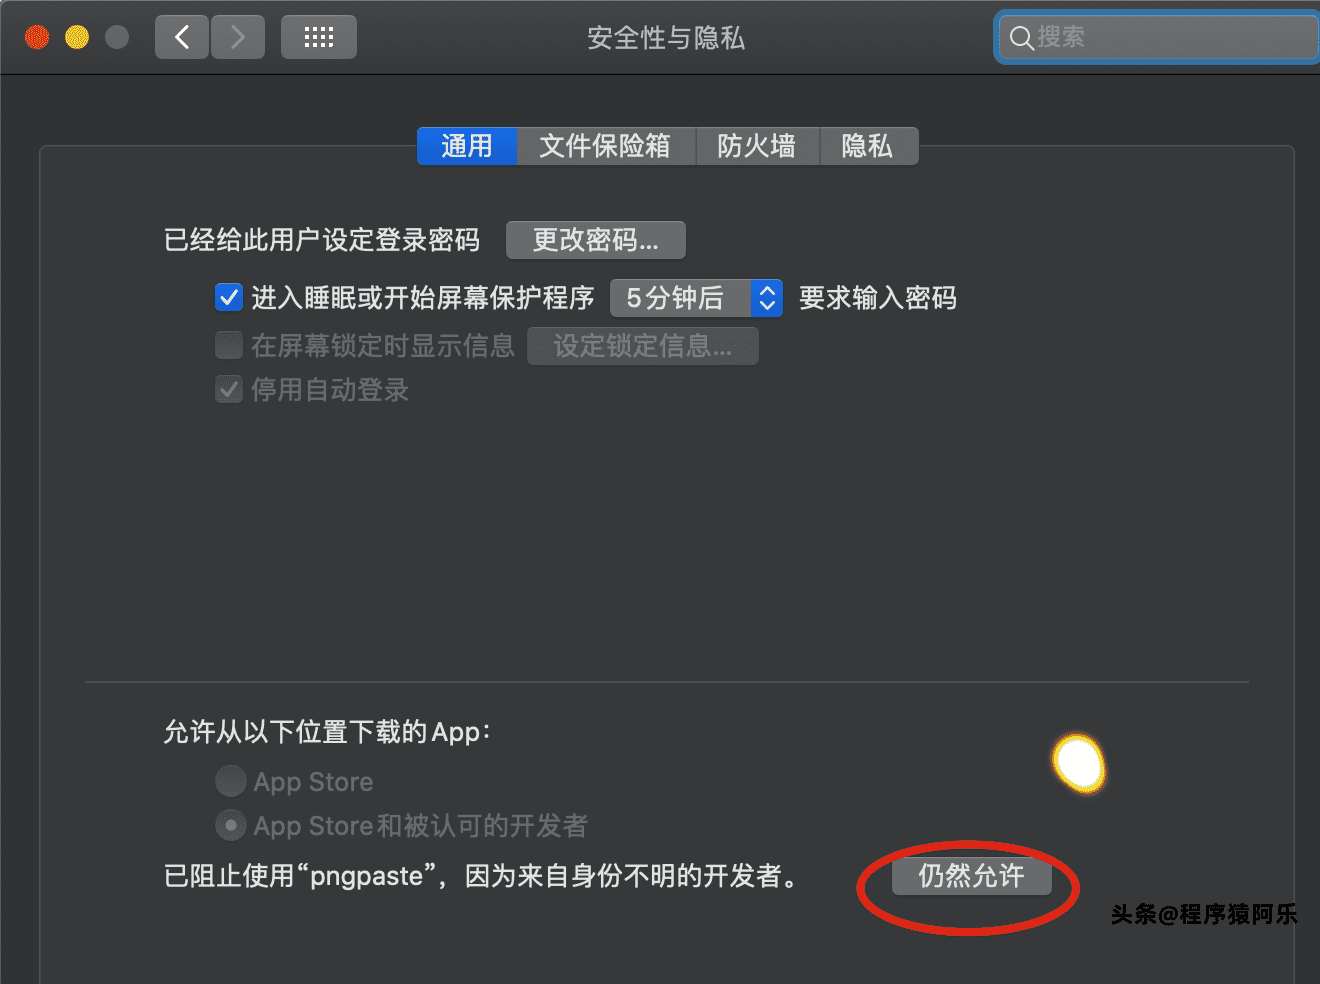 安全性与隐私
搜索
通用 文件保险箱 防火墙 隐私
已经给此用户设定登录密码 更改密码...
进入睡眠或开始屏幕保护程序 5分钟后 要求输入密码
在屏幕锁定时显示信息 设定锁定信息...
停用自动登录
允许从以下位置下载的App：
App Store
App Store和被认可的开发者
已阻止使用“pngpaste”，因为来自身份不明的开发者。 仍然允许
头条@程序猿阿乐